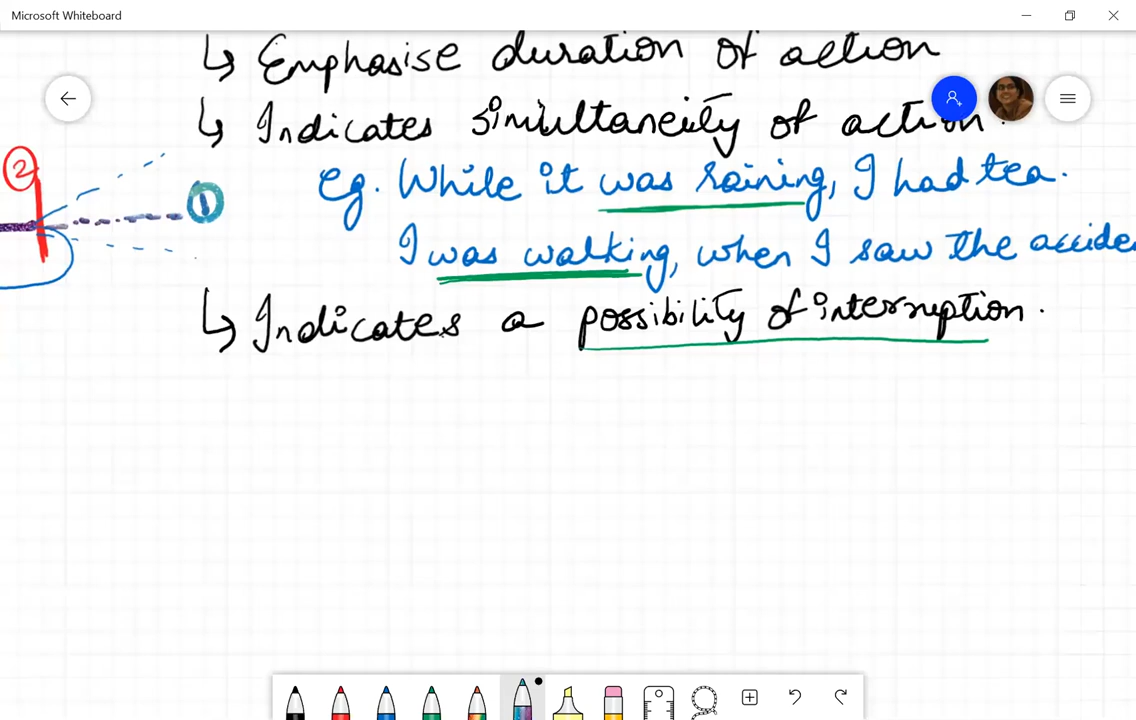 Microsoft Whiteboard
↳ Emphasise duration of action
↳ Indicates simultaneity of action.
② ① eg. While it was raining, I had tea.
I was walking, when I saw the accide
↳ Indicates a possibility of interruption.